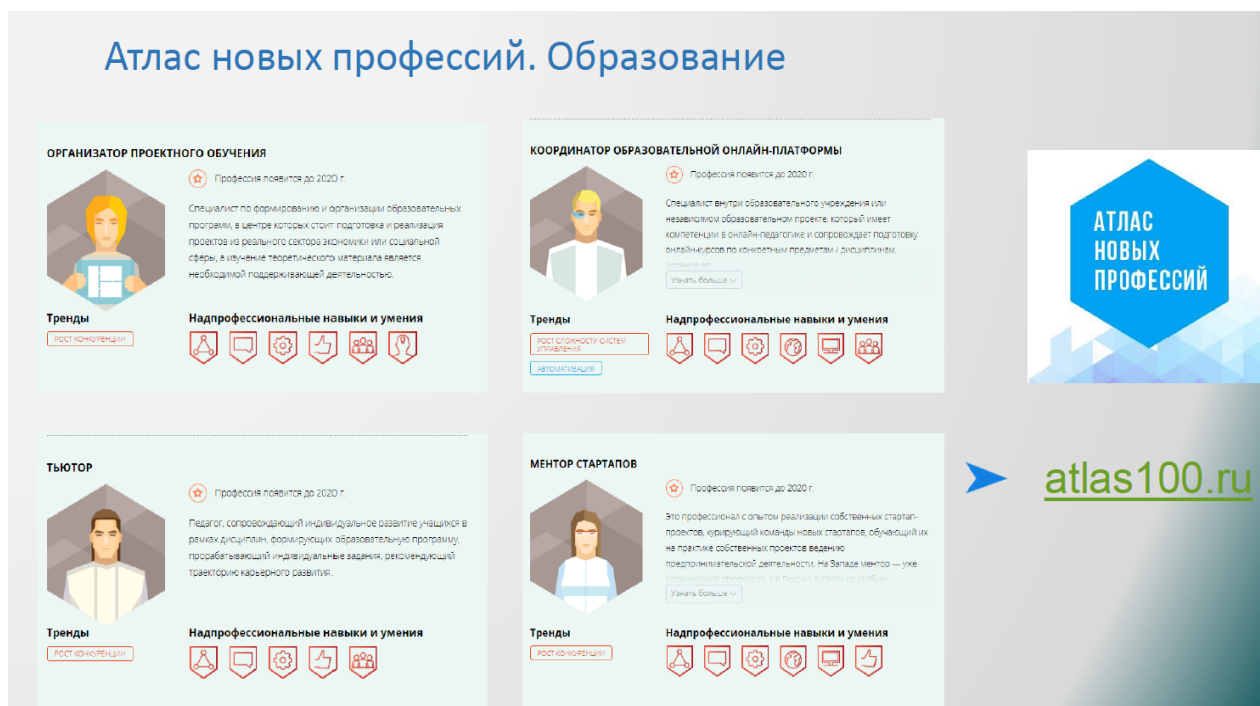 Атлас новых профессий. Образование
ОРГАНИЗАТОР ПРОЕКТНОГО ОБУЧЕНИЯ
Профессия появится до 2020 г.
Специалист по формированию и организации образовательных
программ, в центре которых стоит подготовка и реализация
проектов из реального сектора экономики или социальной
сферы, а изучение теоретического материала является
необходимой поддерживающей деятельностью.
Тренды
РОСТ КОНКУРЕНЦИИ
Надпрофессиональные навыки и умения
КООРДИНАТОР ОБРАЗОВАТЕЛЬНОЙ ОНЛАЙН-ПЛАТФОРМЫ
Профессия появится до 2020 г.
Специалист внутри образовательного учреждения или
независимом образовательном проекте, который имеет
компетенции в онлайн-педагогике и сопровождает подготовку
онлайн-курсов по конкретным предметам / дисциплинам,
Узнать больше
Тренды
РОСТ СЛОЖНОСТИ СИСТЕМ
УПРАВЛЕНИЯ
АВТОМАТИЗАЦИЯ
Надпрофессиональные навыки и умения
АТЛАС
НОВЫХ
ПРОФЕССИЙ
ТЬЮТОР
Профессия появится до 2020 г.
Педагог, сопровождающий индивидуальное развитие учащихся в
рамках дисциплин, формирующих образовательную программу,
прорабатывающий индивидуальные задания, рекомендующий
траекторию карьерного развития.
Тренды
РОСТ КОНКУРЕНЦИИ
Надпрофессиональные навыки и умения
МЕНТОР СТАРТАПОВ
Профессия появится до 2020 г.
Это профессионал с опытом реализации собственных стартап-
проектов, курирующий команды новых стартапов, обучающий их
на практике собственных проектов ведению
предпринимательской деятельности. На Западе ментор — уже
Узнать больше
Тренды
РОСТ КОНКУРЕНЦИИ
Надпрофессиональные навыки и умения
atlas100.ru